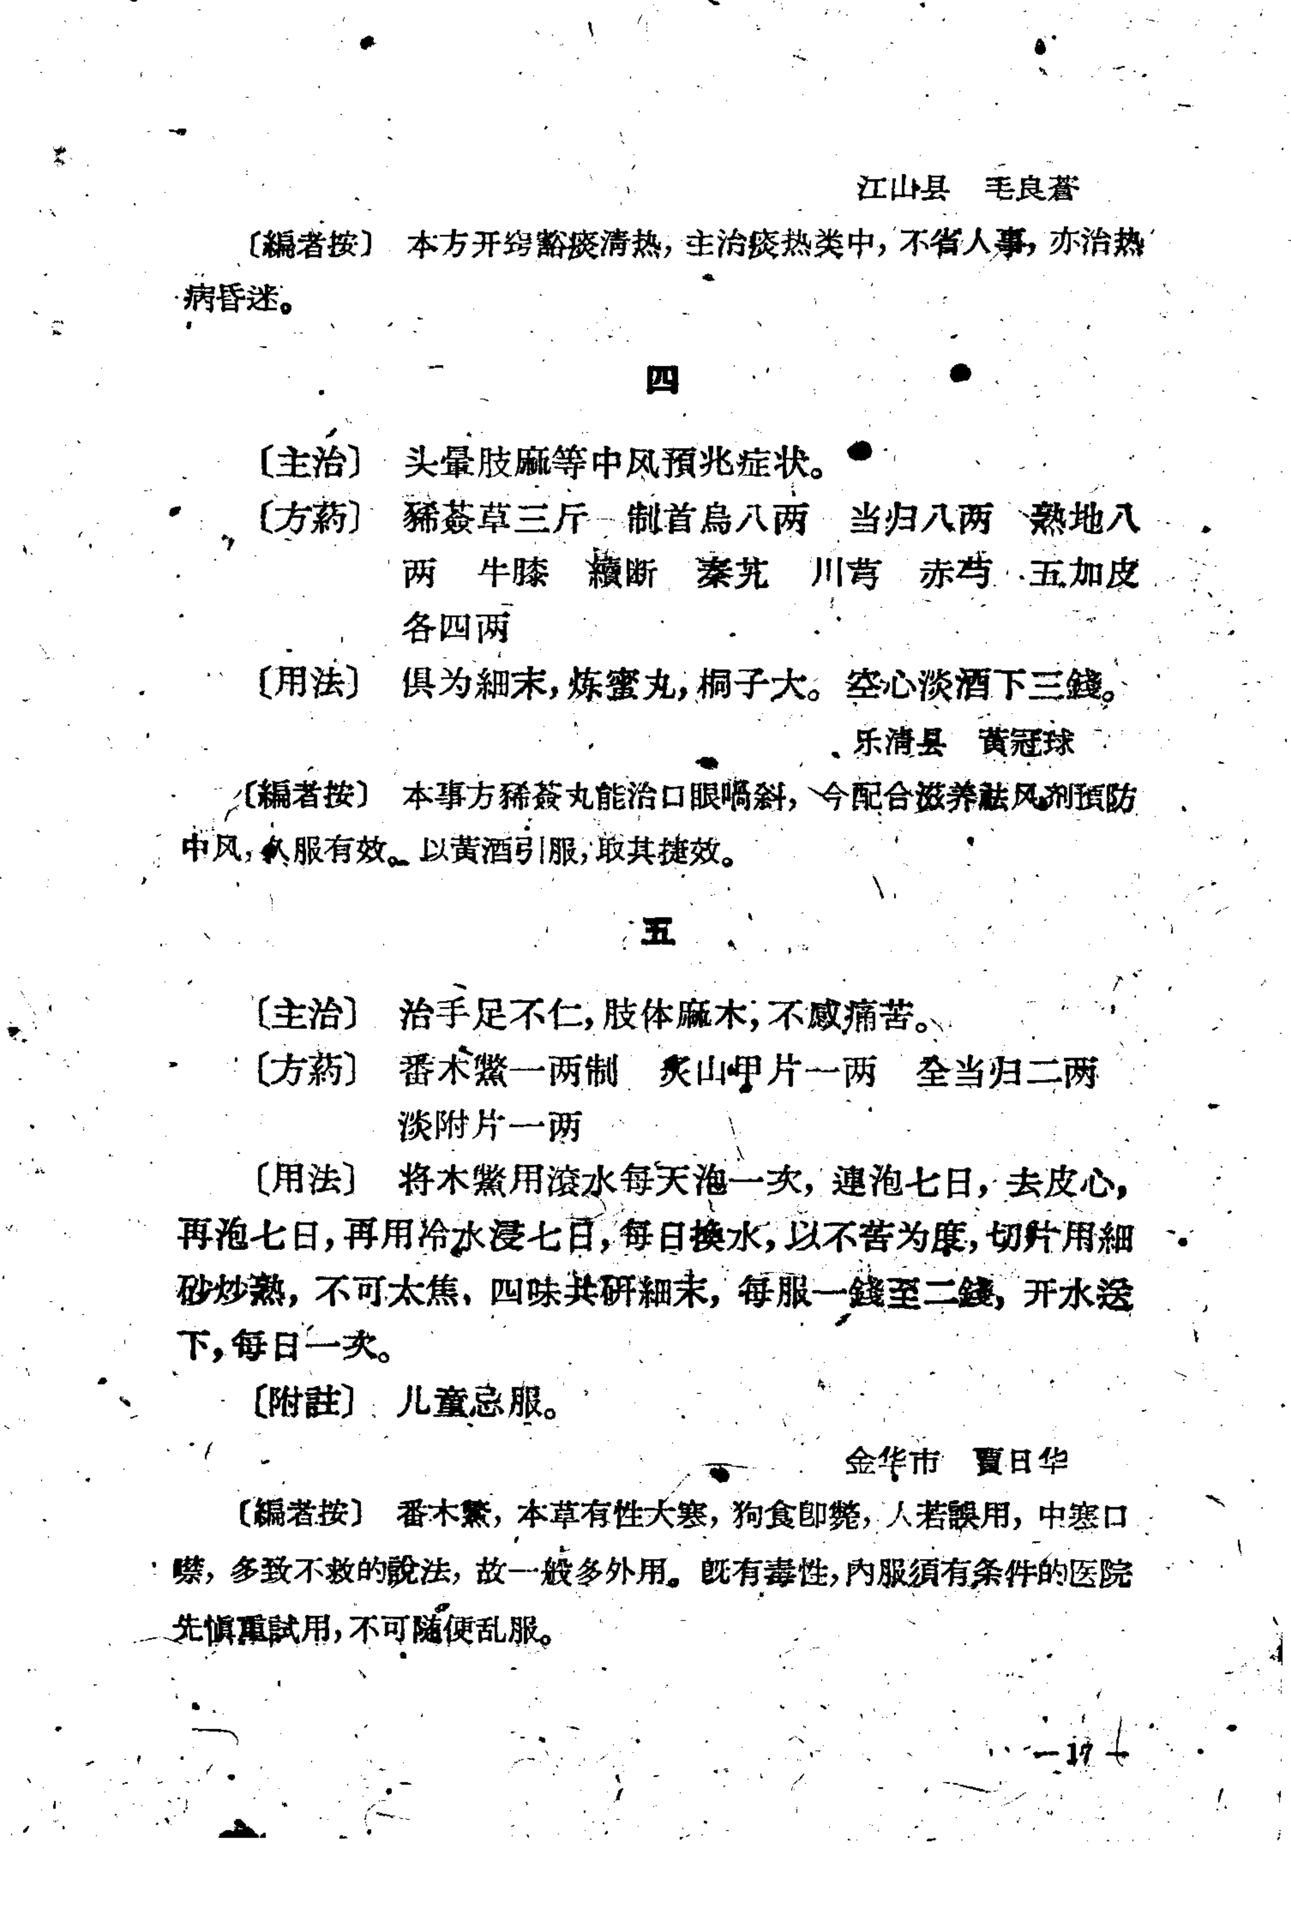 江山县　毛良蒼
〔編者按〕　本方开窍豁痰清热，主治痰热类中，不省人事，亦治热
病昏迷。
四
〔主治〕　头暈肢麻等中风預兆症状。
〔方葯〕　豨薟草三斤　制首烏八两　当归八两　熟地八
两　牛膝　續断　秦艽　川芎　赤芍　五加皮
各四两
〔用法〕　俱为細末，炼蜜丸，桐子大。空心淡酒下三錢。
乐清县　黃冠球
〔編者按〕　本事方豨薟丸能治口眼喎斜，今配合滋养祛风剂預防
中风，久服有效。以黃酒引服，取其捷效。
五
〔主治〕　治手足不仁，肢体麻木，不感痛苦。
〔方葯〕　番木鱉一两制　炙山甲片一两　全当归二两
淡附片一两
〔用法〕　将木鱉用滾水每天泡一次，連泡七日，去皮心，
再泡七日，再用冷水浸七日，每日换水，以不苦为度，切片用細
砂炒熟，不可太焦，四味共研細末，每服一錢至二錢，开水送
下，每日一次。
〔附註〕　儿童忌服。
金华市　賈日华
〔編者按〕　番木鱉，本草有性大寒，狗食卽斃，人若誤用，中寒口
噤，多致不救的說法，故一般多外用。旣有毒性，內服須有条件的医院
先愼重試用，不可随便乱服。
—17—